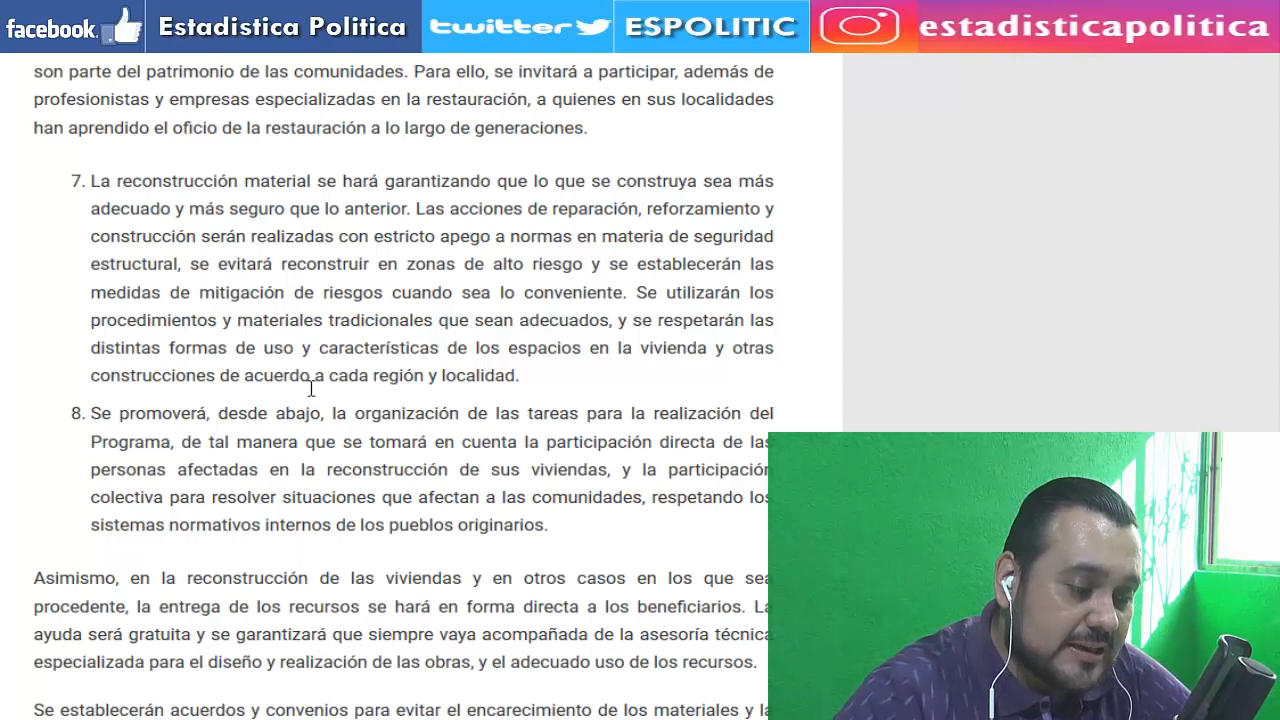 facebook. Estadistica Politica twitter ESPOLITIC estadisticapolitica
son parte del patrimonio de las comunidades. Para ello, se invitará a participar, además de
profesionistas y empresas especializadas en la restauración, a quienes en sus localidades
han aprendido el oficio de la restauración a lo largo de generaciones.
7. La reconstrucción material se hará garantizando que lo que se construya sea más
adecuado y más seguro que lo anterior. Las acciones de reparación, reforzamiento y
construcción serán realizadas con estricto apego a normas en materia de seguridad
estructural, se evitará reconstruir en zonas de alto riesgo y se establecerán las
medidas de mitigación de riesgos cuando sea lo conveniente. Se utilizarán los
procedimientos y materiales tradicionales que sean adecuados, y se respetarán las
distintas formas de uso y características de los espacios en la vivienda y otras
construcciones de acuerdo a cada región y localidad.
8. Se promoverá, desde abajo, la organización de las tareas para la realización del
Programa, de tal manera que se tomará en cuenta la participación directa de las
personas afectadas en la reconstrucción de sus viviendas, y la participación
colectiva para resolver situaciones que afectan a las comunidades, respetando los
sistemas normativos internos de los pueblos originarios.
Asimismo, en la reconstrucción de las viviendas y en otros casos en los que sea
procedente, la entrega de los recursos se hará en forma directa a los beneficiarios. La
ayuda será gratuita y se garantizará que siempre vaya acompañada de la asesoría técnica
especializada para el diseño y realización de las obras, y el adecuado uso de los recursos.
Se establecerán acuerdos y convenios para evitar el encarecimiento de los materiales y la